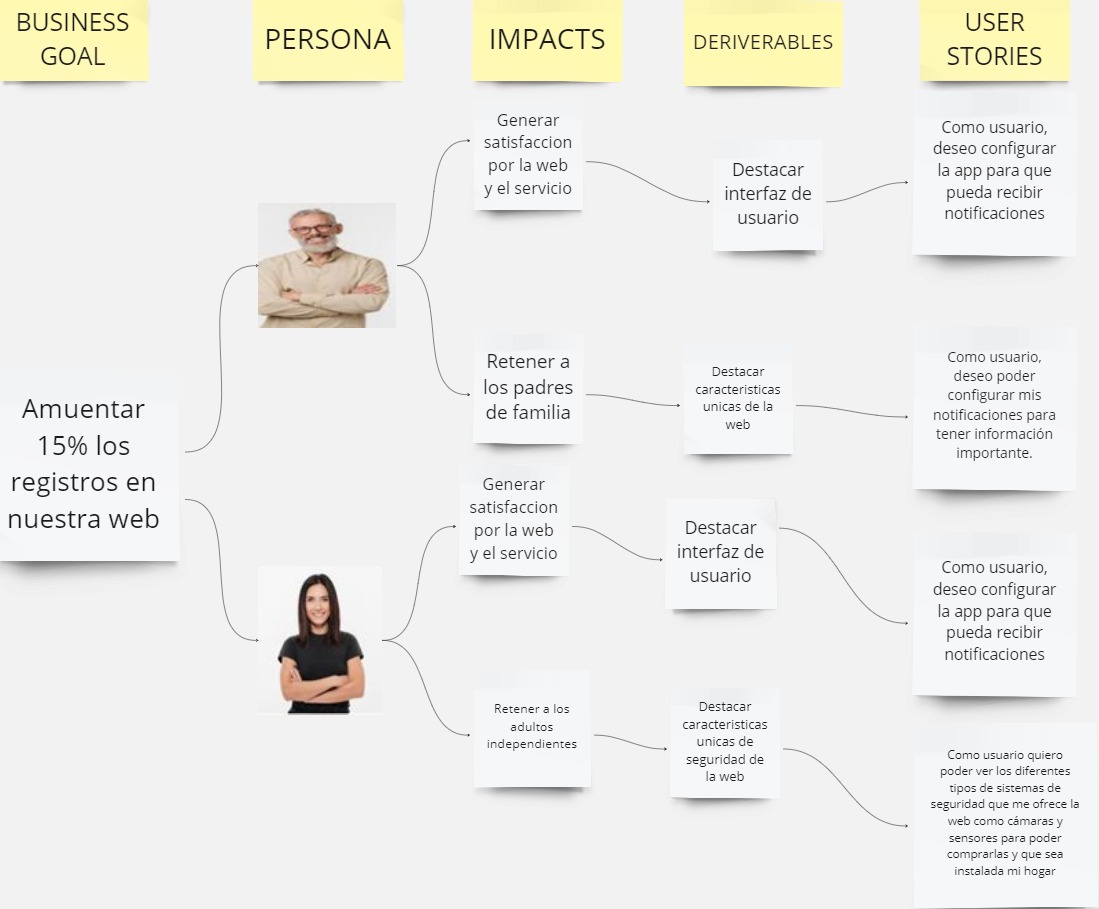 BUSINESS
GOAL
PERSONA
IMPACTS
DERIVERABLES
USER
STORIES
Amuentar
15% los
registros en
nuestra web
Generar
satisfaccion
por la web
y el servicio
Destacar
interfaz de
usuario
Como usuario,
deseo configurar
la app para que
pueda recibir
notificaciones
Retener a
los padres
de familia
Destacar
caracteristicas
unicas de la
web
Como usuario,
deseo poder
configurar mis
notificaciones para
tener información
importante.
Generar
satisfaccion
por la web
y el servicio
Destacar
interfaz de
usuario
Como usuario,
deseo configurar
la app para que
pueda recibir
notificaciones
Retener a los
adultos
independientes
Destacar
caracteristicas
unicas de
seguridad de
la web
Como usuario quiero
poder ver los diferentes
tipos de sistemas de
seguridad que me ofrece la
web como cámaras y
sensores para poder
comprarlas y que sea
instalada mi hogar